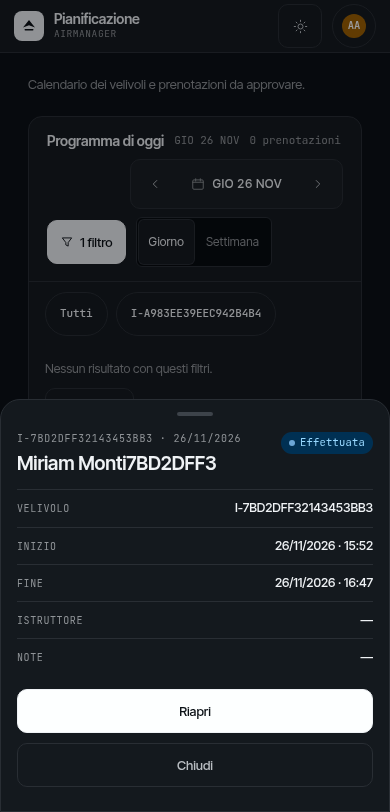 Pianificazione
AIRMANAGER
AA
Calendario dei velivoli e prenotazioni da approvare.
Programma di oggi GIO 26 NOV 0 prenotazioni
GIO 26 NOV
1 filtro Giorno Settimana
Tutti I-A983EE39EEC942B4B4
Nessun risultato con questi filtri.
I-7BD2DFF32143453BB3 · 26/11/2026 Effettuata
Miriam Monti7BD2DFF3
VELIVOLO I-7BD2DFF32143453BB3
INIZIO 26/11/2026 · 15:52
FINE 26/11/2026 · 16:47
ISTRUTTORE —
NOTE —
Riapri
Chiudi